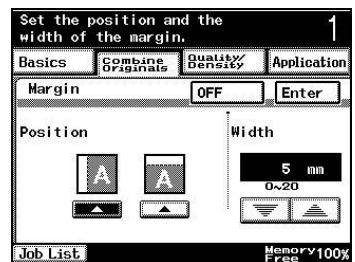 Set the position and the
width of the margin.
1
Basics
Combine
Originals
Quality/
Density
Application
Margin
OFF
Enter
Position
Width
A
A
5 mm
0~20
Job List
Memory
Free
100%